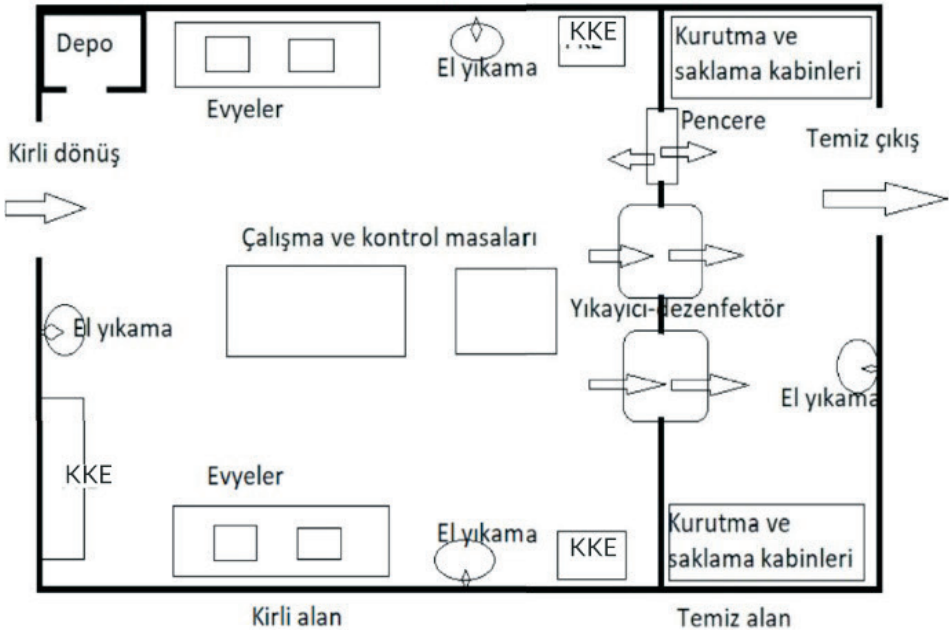 Depo
Evyeler
El yıkama
KKE
Kurutma ve
saklama kabinleri
Pencere
Kirli dönüş
Temiz çıkış
Çalışma ve kontrol masaları
Yıkayıcı-dezenfektör
El yıkama
El yıkama
KKE
Evyeler
El yıkama
KKE
Kurutma ve
saklama kabinleri
Kirli alan
Temiz alan